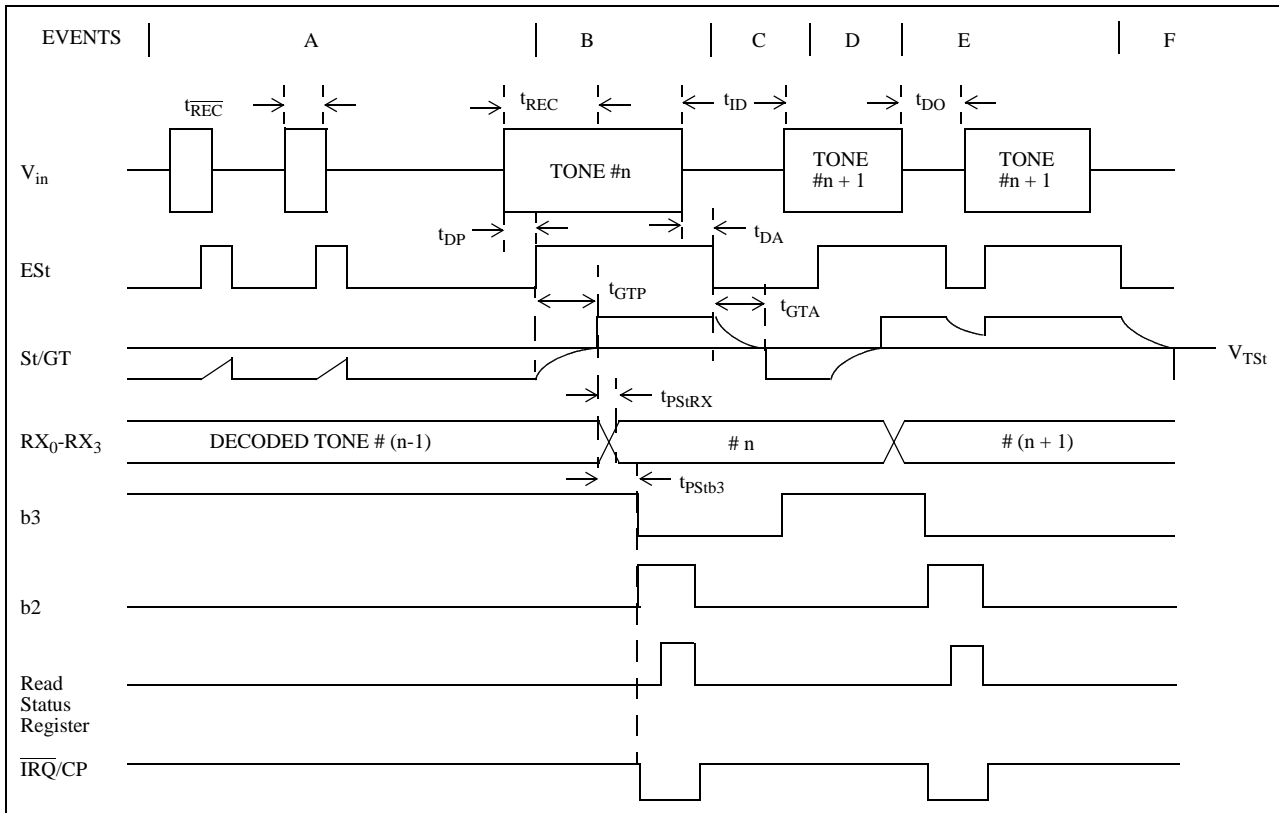 EVENTS A B C D E F
tREC tREC tID tDO
Vin TONE #n TONE #n + 1 TONE #n + 1
tDP tDA
ESt
tGTP tGTA
St/GT VTSt
tPStRX
RX0-RX3 DECODED TONE # (n-1) # n # (n + 1)
tPStb3
b3
b2
Read
Status
Register
IRQ/CP